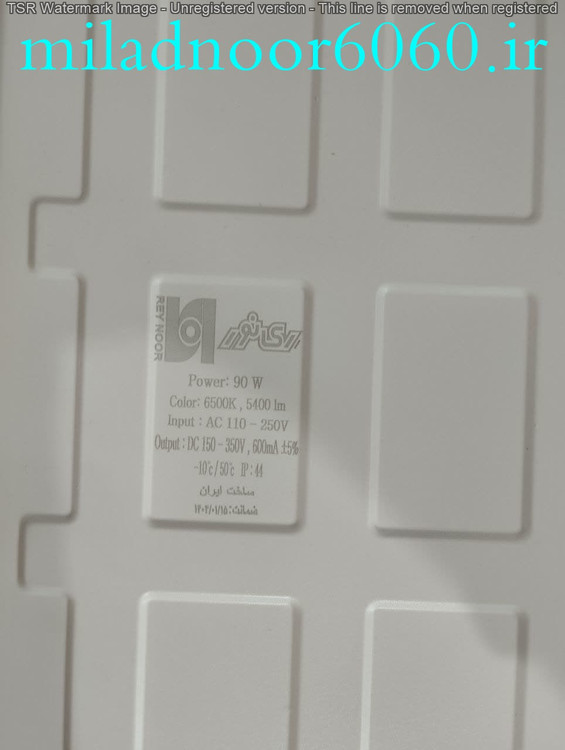 TSR Watermark Image - Unregistered version - This line is removed when registered
miladnoor6060.ir
REY NOOR
ری نور
Power: 90 W
Color: 6500K , 5400 lm
Input : AC 110 - 250V
Output : DC 150 - 350V , 600mA ±5%
-10℃/50℃ IP:44
ساخت ایران
ضمانت:۱۴۰۲/۰۱/۱۵